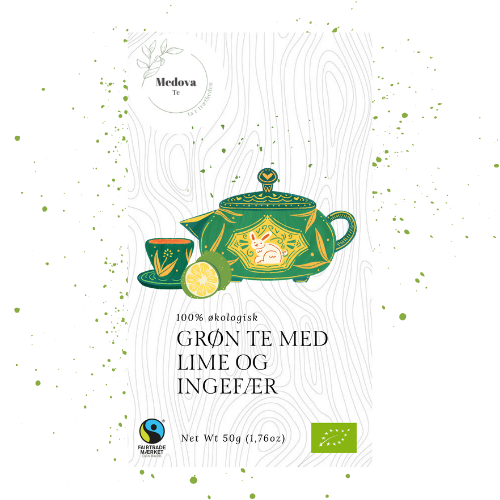 Medova
Te
100% økologisk
GRØN TE MED
LIME OG
INGEFÆR
Net Wt 50g (1,76oz)
FAIRTRADE
MÆRKET